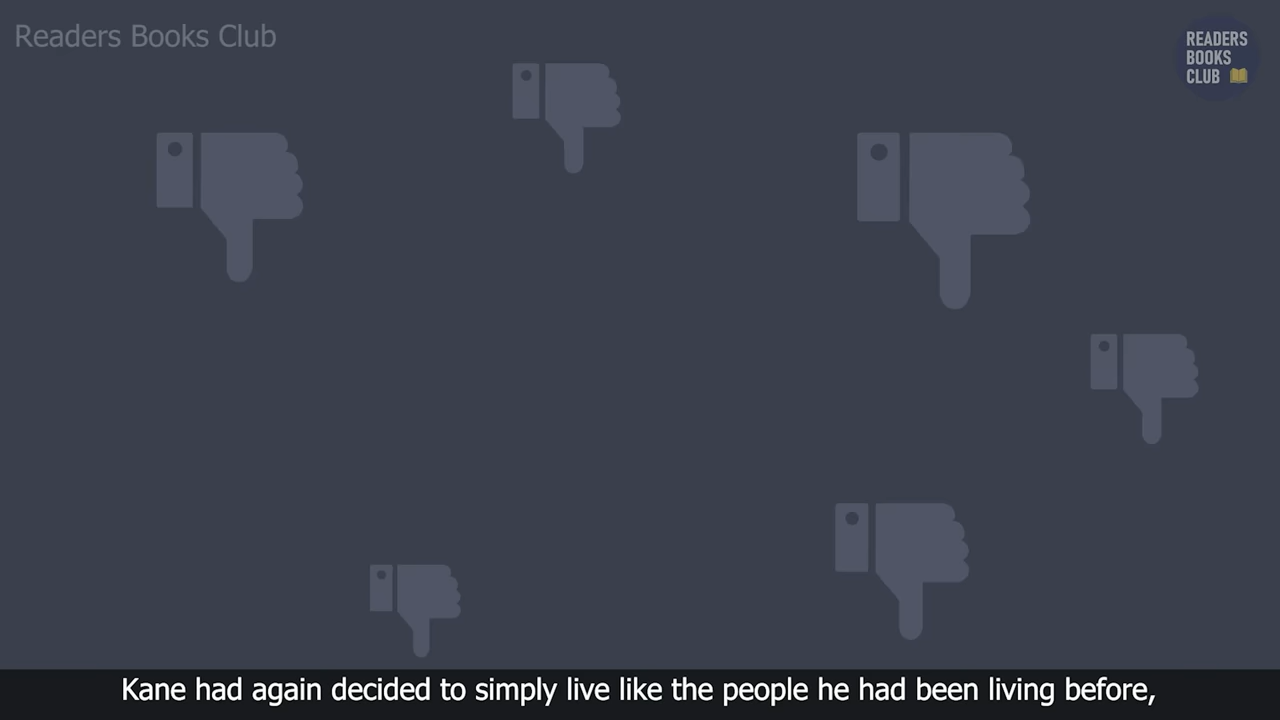 Readers Books Club
READERS
BOOKS
CLUB
Kane had again decided to simply live like the people he had been living before,